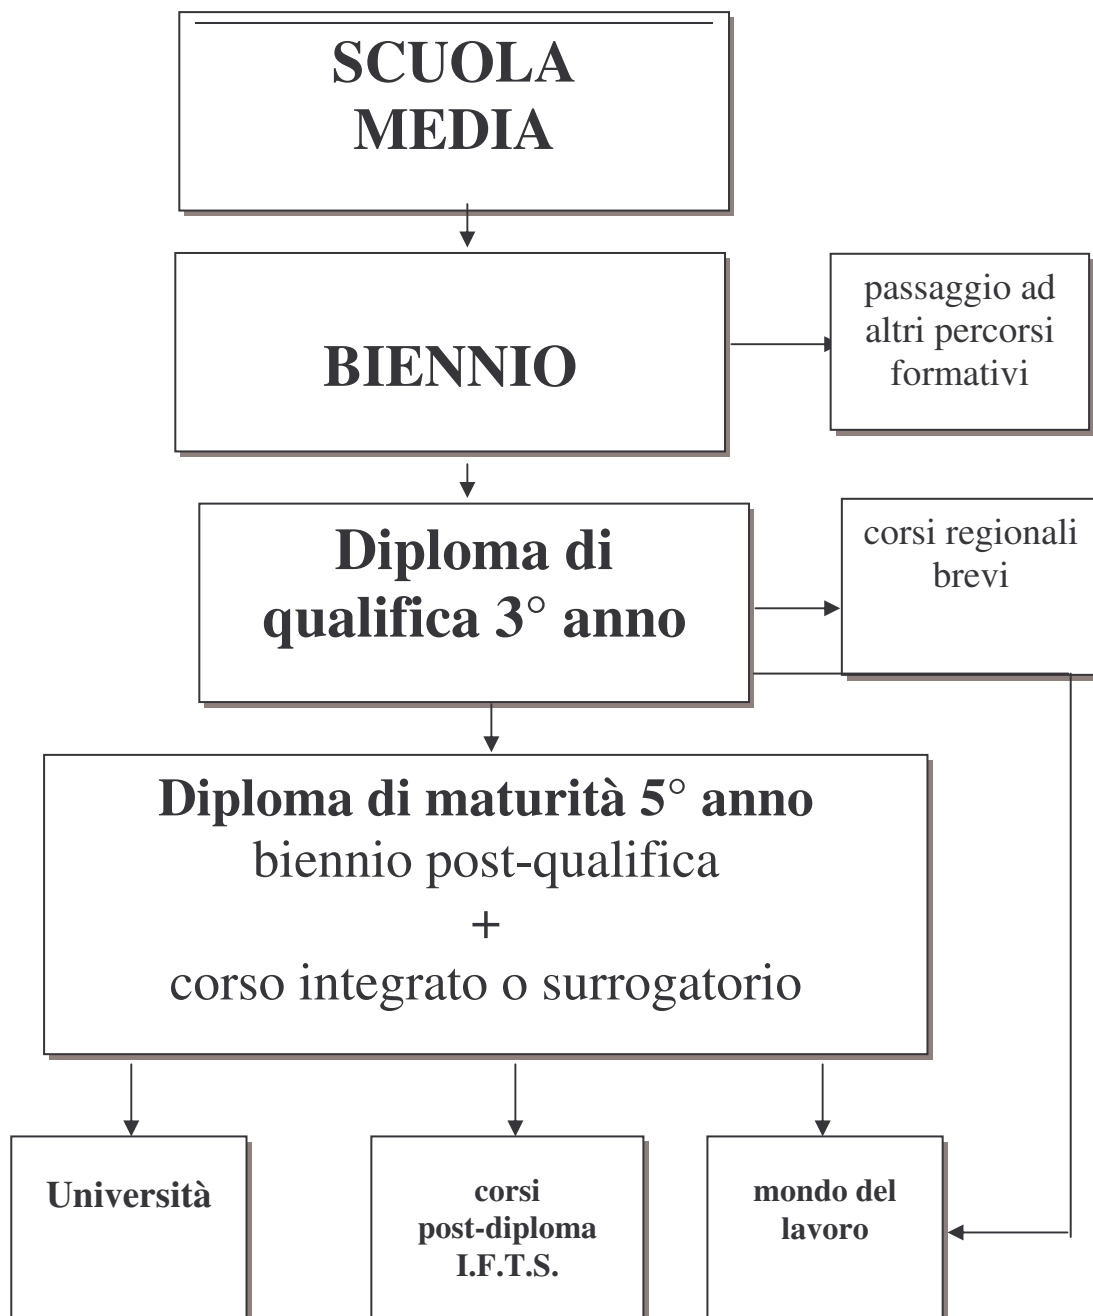 SCUOLA
MEDIA
BIENNIO
passaggio ad
altri percorsi
formativi
Diploma di
qualifica 3° anno
corsi regionali
brevi
Diploma di maturità 5° anno
biennio post-qualifica
+
corso integrato o surrogatorio
Università
corsi
post-diploma
I.F.T.S.
mondo del
lavoro